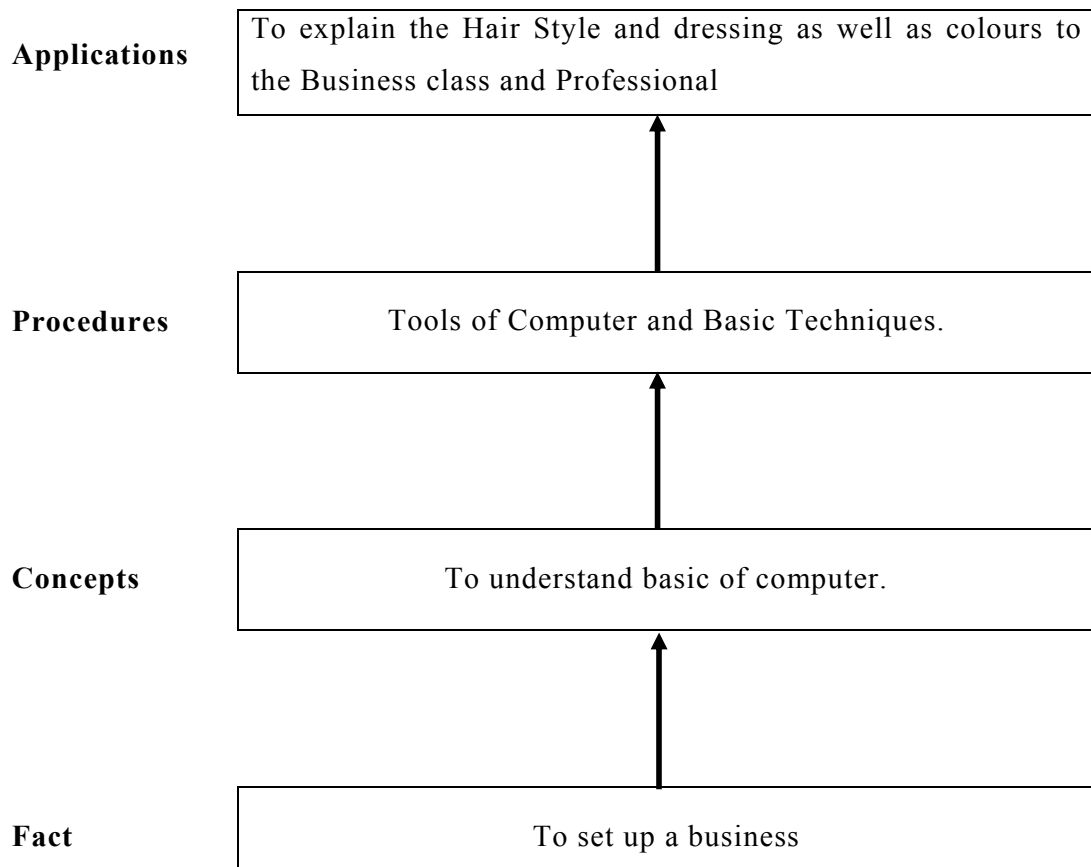 Applications
To explain the Hair Style and dressing as well as colours to
the Business class and Professional
Procedures
Tools of Computer and Basic Techniques.
Concepts
To understand basic of computer.
Fact
To set up a business